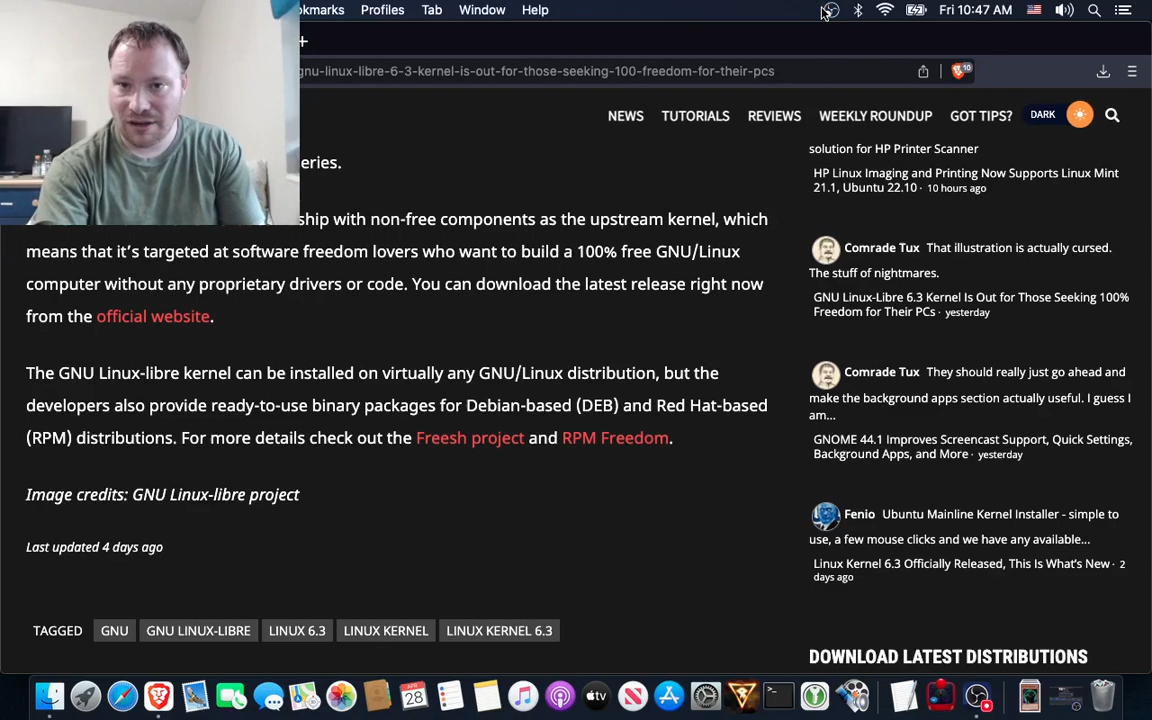 okmarks Profiles Tab Window Help Fri 10:47 AM
+
gnu-linux-libre-6-3-kernel-is-out-for-those-seeking-100-freedom-for-their-pcs 10
NEWS TUTORIALS REVIEWS WEEKLY ROUNDUP GOT TIPS? DARK
eries.
ship with non-free components as the upstream kernel, which
means that it's targeted at software freedom lovers who want to build a 100% free GNU/Linux
computer without any proprietary drivers or code. You can download the latest release right now
from the official website.
The GNU Linux-libre kernel can be installed on virtually any GNU/Linux distribution, but the
developers also provide ready-to-use binary packages for Debian-based (DEB) and Red Hat-based
(RPM) distributions. For more details check out the Freesh project and RPM Freedom.
Image credits: GNU Linux-libre project
Last updated 4 days ago
TAGGED GNU GNU LINUX-LIBRE LINUX 6.3 LINUX KERNEL LINUX KERNEL 6.3
solution for HP Printer Scanner
HP Linux Imaging and Printing Now Supports Linux Mint
21.1, Ubuntu 22.10 · 10 hours ago
Comrade Tux That illustration is actually cursed.
The stuff of nightmares.
GNU Linux-Libre 6.3 Kernel Is Out for Those Seeking 100%
Freedom for Their PCs · yesterday
Comrade Tux They should really just go ahead and
make the background apps section actually useful. I guess I
am...
GNOME 44.1 Improves Screencast Support, Quick Settings,
Background Apps, and More · yesterday
Fenio Ubuntu Mainline Kernel Installer - simple to
use, a few mouse clicks and we have any available...
Linux Kernel 6.3 Officially Released, This Is What's New · 2
days ago
DOWNLOAD LATEST DISTRIBUTIONS
APR
28